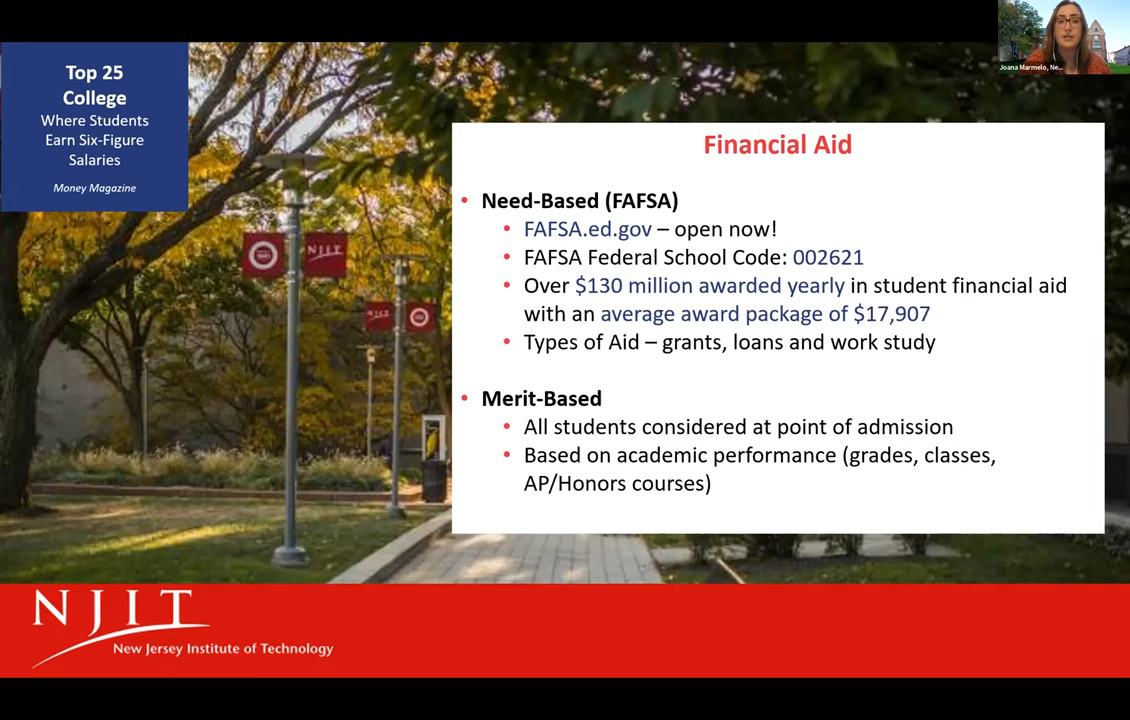 Joana Marmelo, Ne...
Top 25
College
Where Students
Earn Six-Figure
Salaries
Money Magazine
Financial Aid
• Need-Based (FAFSA)
• FAFSA.ed.gov – open now!
• FAFSA Federal School Code: 002621
• Over $130 million awarded yearly in student financial aid
with an average award package of $17,907
• Types of Aid – grants, loans and work study
• Merit-Based
• All students considered at point of admission
• Based on academic performance (grades, classes,
AP/Honors courses)
NJIT
NJIT
NJIT
New Jersey Institute of Technology